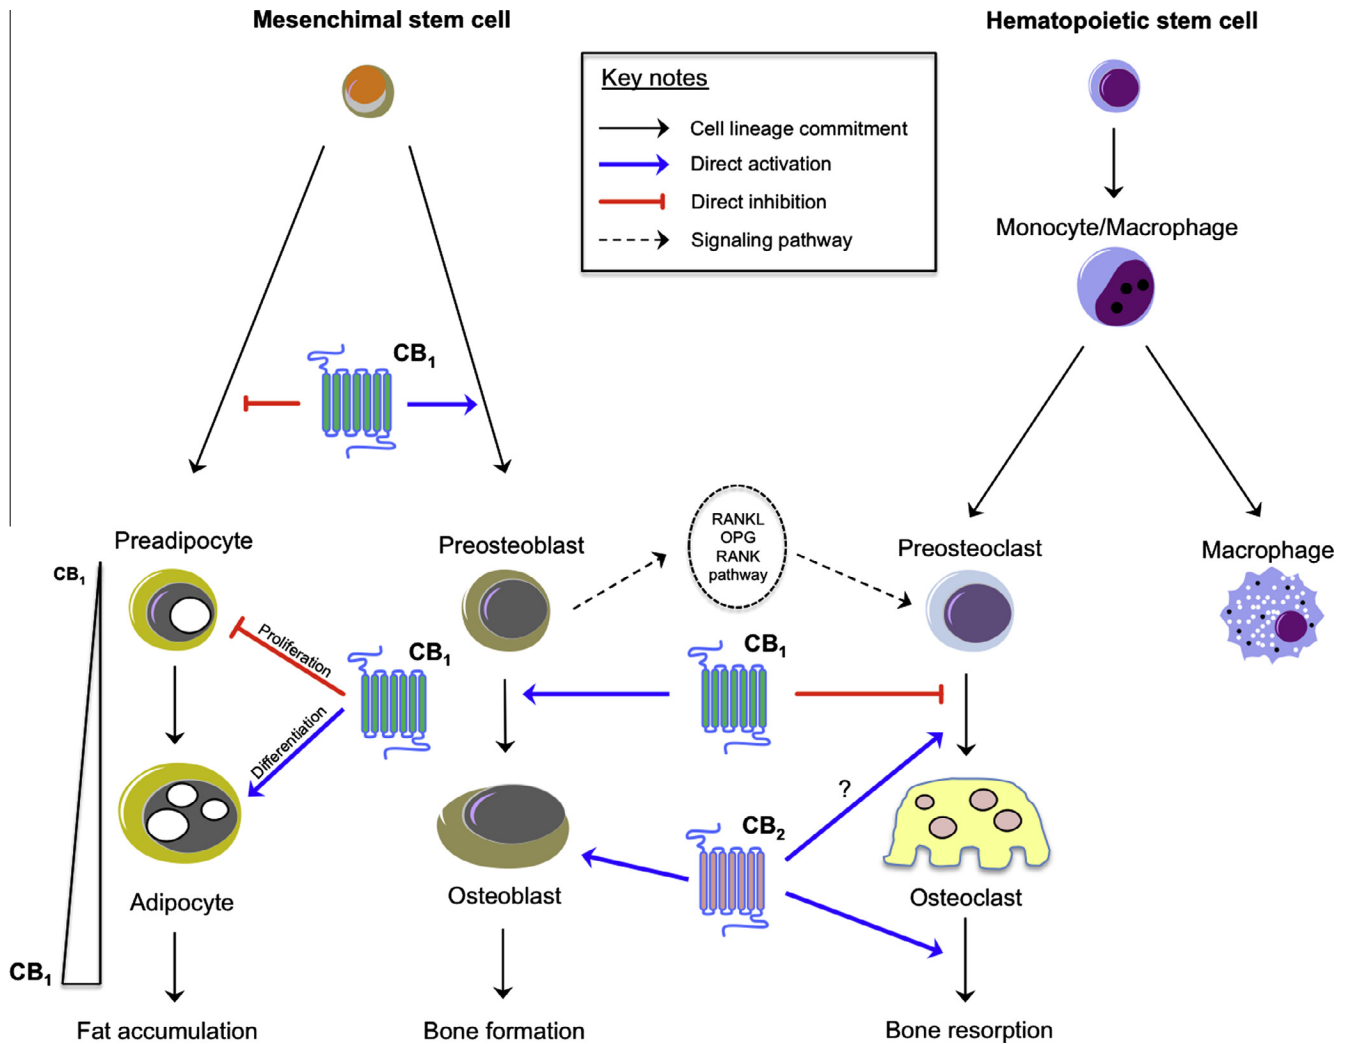 Mesenchimal stem cell
Hematopoietic stem cell
Key notes
Cell lineage commitment
Direct activation
Direct inhibition
Signaling pathway
Monocyte/Macrophage
CB1
RANKL
OPG
RANK
pathway
Preadipocyte
Preosteoblast
Preosteoclast
Macrophage
CB1
Proliferation
CB1
CB1
Differentiation
?
CB2
Adipocyte
Osteoblast
Osteoclast
CB1
Fat accumulation
Bone formation
Bone resorption